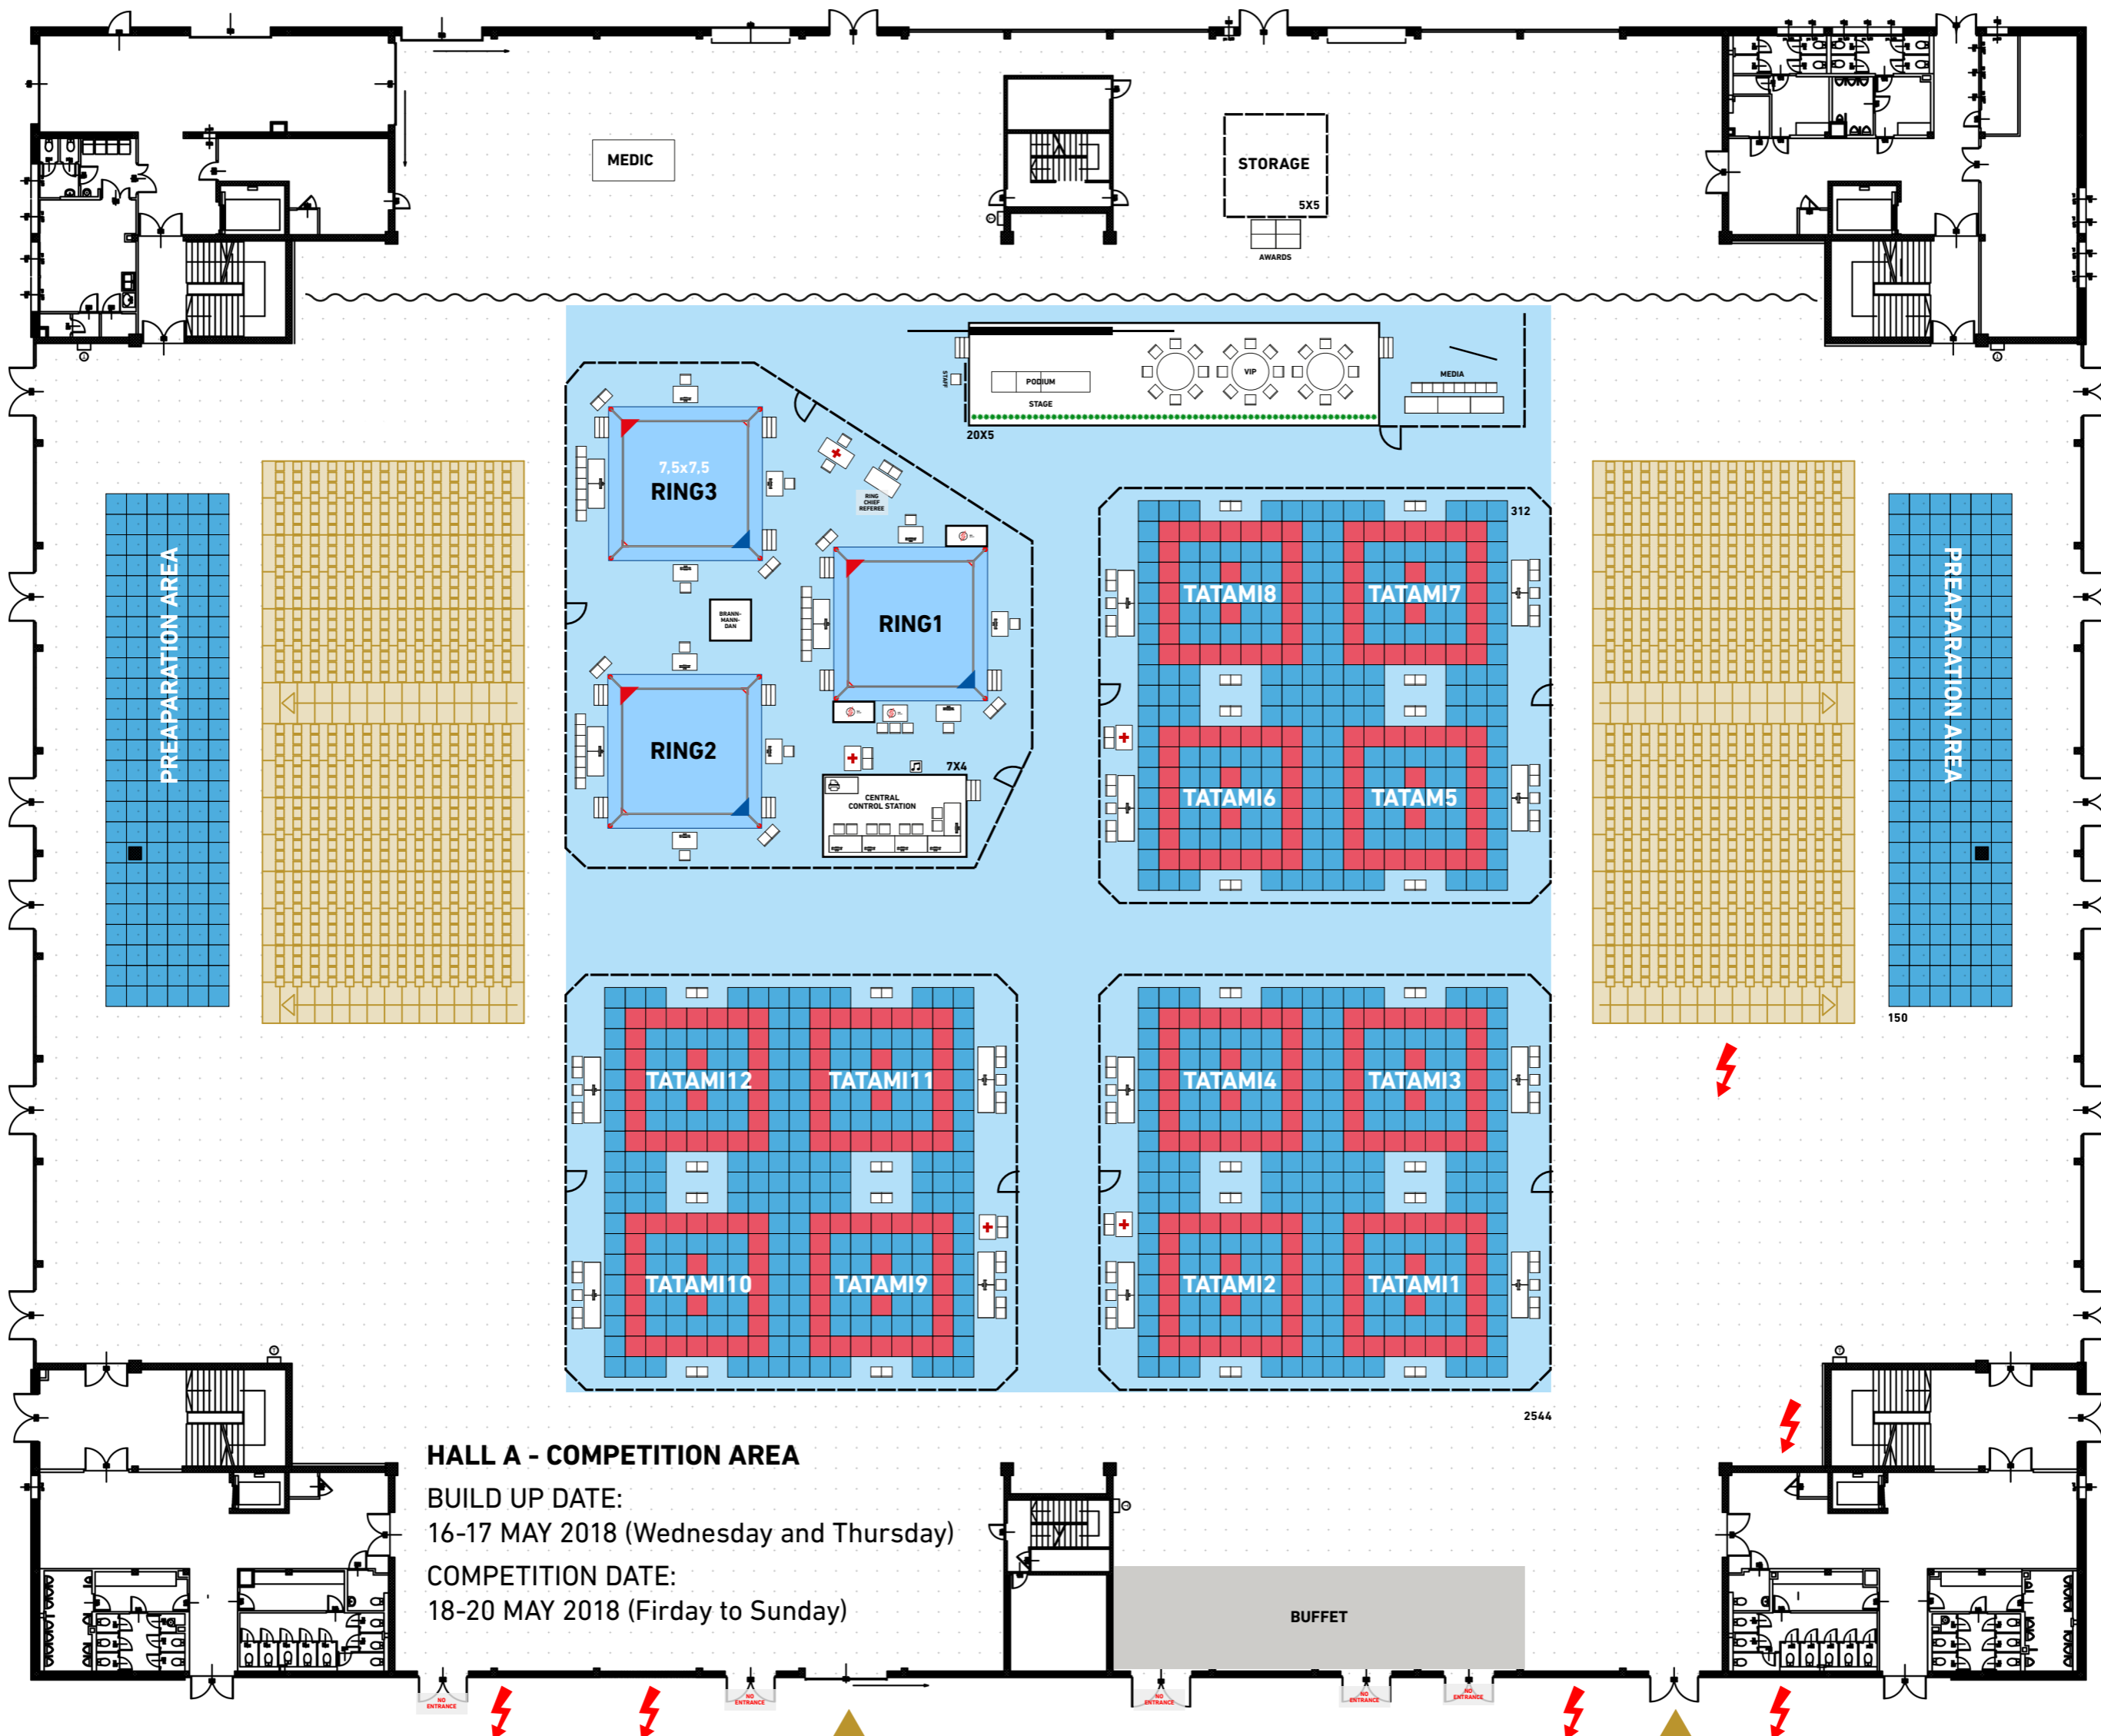 MEDIC
STORAGE
5X5
AWARDS
PODIUM
STAGE
STAFF
VIP
MEDIA
20X5
7,5x7,5
RING3
RING
CHIEF
REFEREE
312
PREAPARATION AREA
PREAPARATION AREA
TATAMI8
TATAMI7
BRANN-
MANN-
DAN
RING1
RING2
7X4
CENTRAL
CONTROL STATION
TATAMI6
TATAM5
150
TATAMI12
TATAMI11
TATAMI4
TATAMI3
TATAMI10
TATAMI9
TATAMI2
TATAMI1
2544
HALL A - COMPETITION AREA
BUILD UP DATE:
16-17 MAY 2018 (Wednesday and Thursday)
COMPETITION DATE:
18-20 MAY 2018 (Firday to Sunday)
BUFFET
NO
ENTRANCE
NO
ENTRANCE
NO
ENTRANCE
NO
ENTRANCE
NO
ENTRANCE